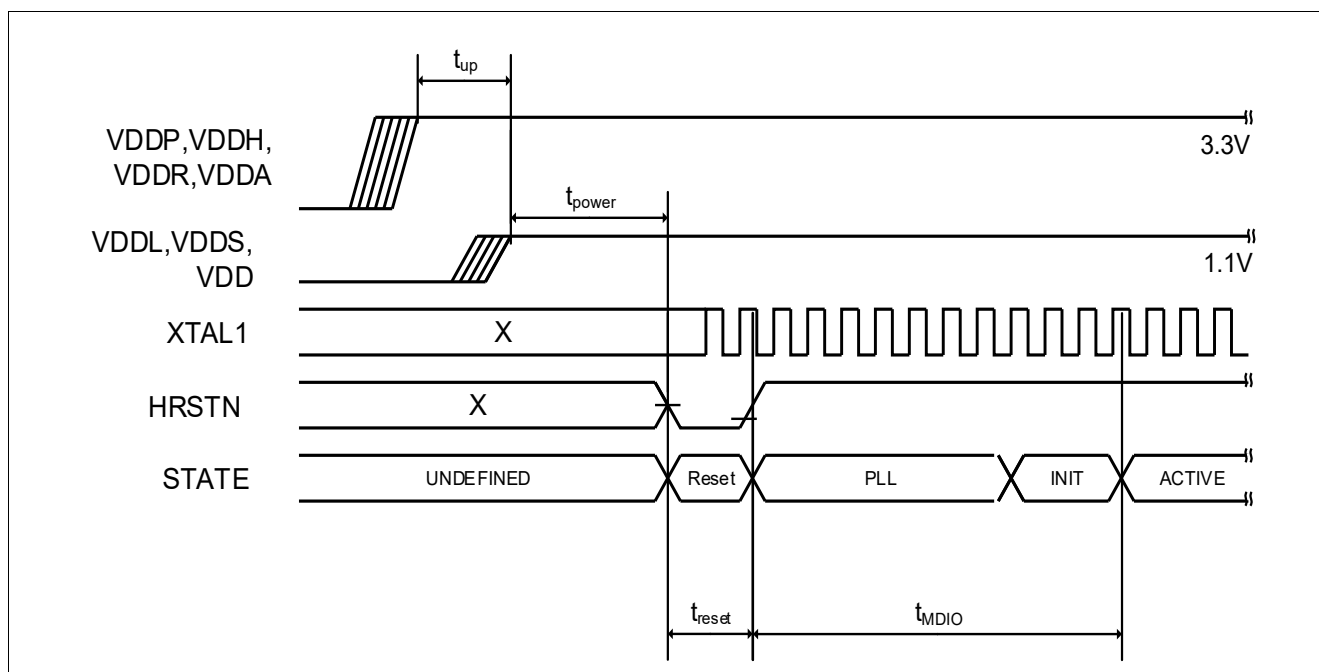 tup
VDDP,VDDH,
VDDR,VDDA
3.3V
tpower
VDDL,VDDS,
VDD
1.1V
XTAL1
X
HRSTN
X
STATE
UNDEFINED
Reset
PLL
INIT
ACTIVE
treset
tMDIO